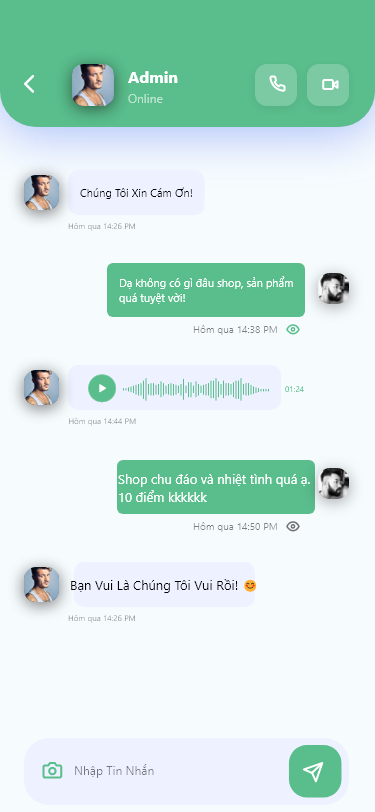 Admin
Online
Chúng Tôi Xin Cám Ơn!
Hôm qua 14:26 PM
Dạ không có gì đâu shop, sản phẩm
quá tuyệt vời!
Hôm qua 14:38 PM
01:24
Hôm qua 14:44 PM
Shop chu đáo và nhiệt tình quá ạ.
10 điểm kkkkkk
Hôm qua 14:50 PM
Bạn Vui Là Chúng Tôi Vui Rồi! 😊
Hôm qua 14:26 PM
Nhập Tin Nhắn